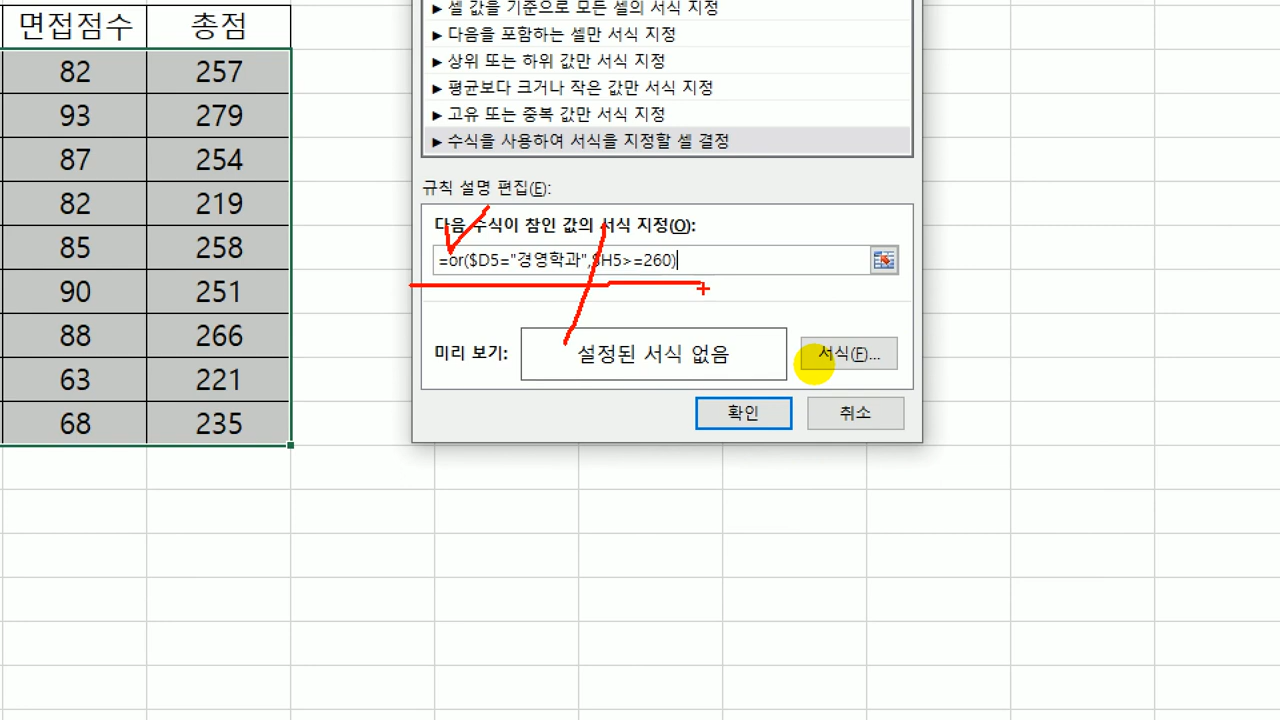 면접점수 총점
82 257
93 279
87 254
82 219
85 258
90 251
88 266
63 221
68 235
▶ 셀 값을 기준으로 모든 셀의 서식 지정
▶ 다음을 포함하는 셀만 서식 지정
▶ 상위 또는 하위 값만 서식 지정
▶ 평균보다 크거나 작은 값만 서식 지정
▶ 고유 또는 중복 값만 서식 지정
▶ 수식을 사용하여 서식을 지정할 셀 결정
규칙 설명 편집(E):
다음 수식이 참인 값의 서식 지정(O):
=or($D5="경영학과",$H5>=260)
미리 보기: 설정된 서식 없음 서식(F)...
확인 취소